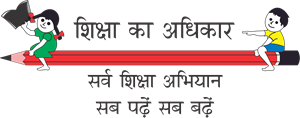 शिक्षा का अधिकार
सर्व शिक्षा अभियान
सब पढ़ें सब बढ़ें